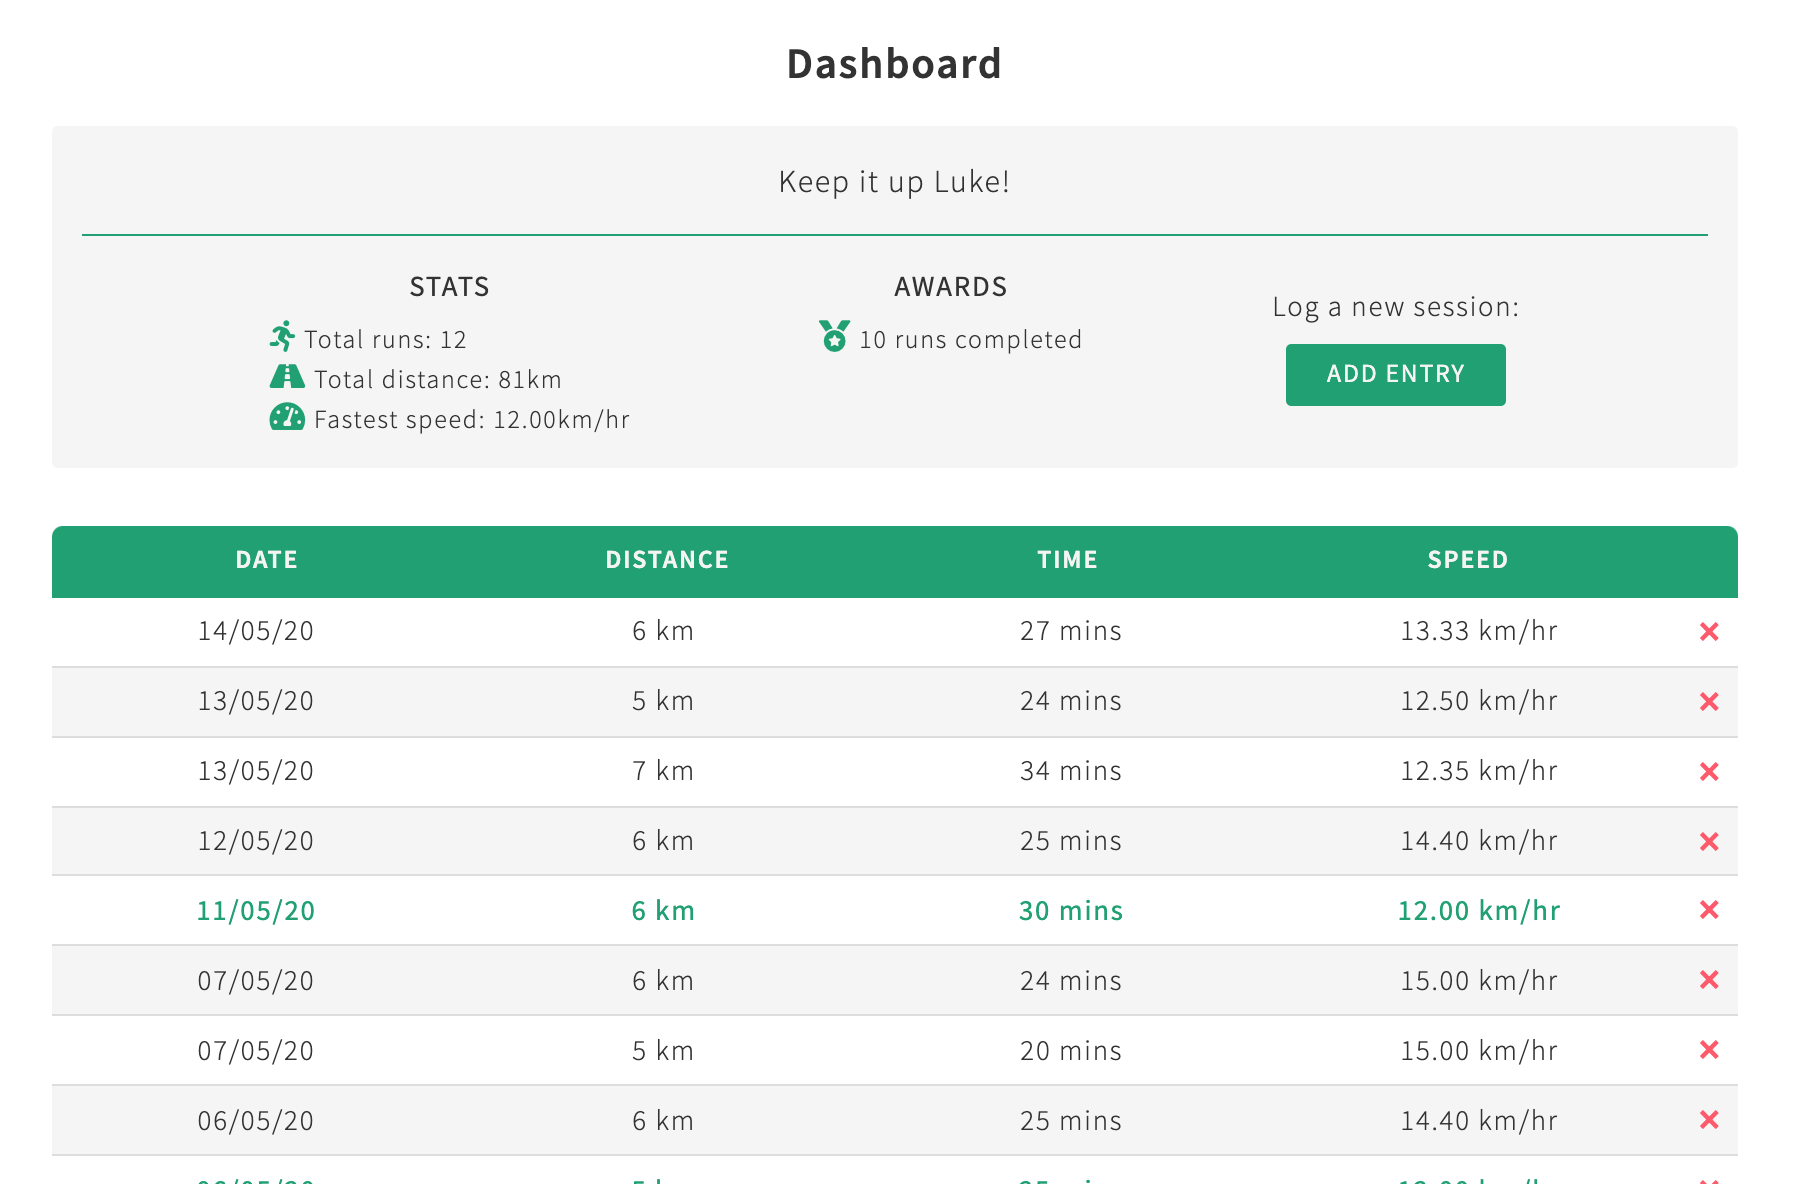 Dashboard
Keep it up Luke!
STATS
Total runs: 12
Total distance: 81km
Fastest speed: 12.00km/hr
AWARDS
10 runs completed
Log a new session:
ADD ENTRY
DATE DISTANCE TIME SPEED
14/05/20 6 km 27 mins 13.33 km/hr
13/05/20 5 km 24 mins 12.50 km/hr
13/05/20 7 km 34 mins 12.35 km/hr
12/05/20 6 km 25 mins 14.40 km/hr
11/05/20 6 km 30 mins 12.00 km/hr
07/05/20 6 km 24 mins 15.00 km/hr
07/05/20 5 km 20 mins 15.00 km/hr
06/05/20 6 km 25 mins 14.40 km/hr